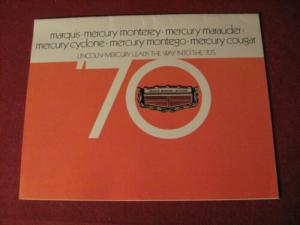 marquis · mercury monterey · mercury marauder ·
mercury cyclone · mercury montego · mercury cougar
LINCOLN-MERCURY LEADS THE WAY INTO THE '70'S
'70